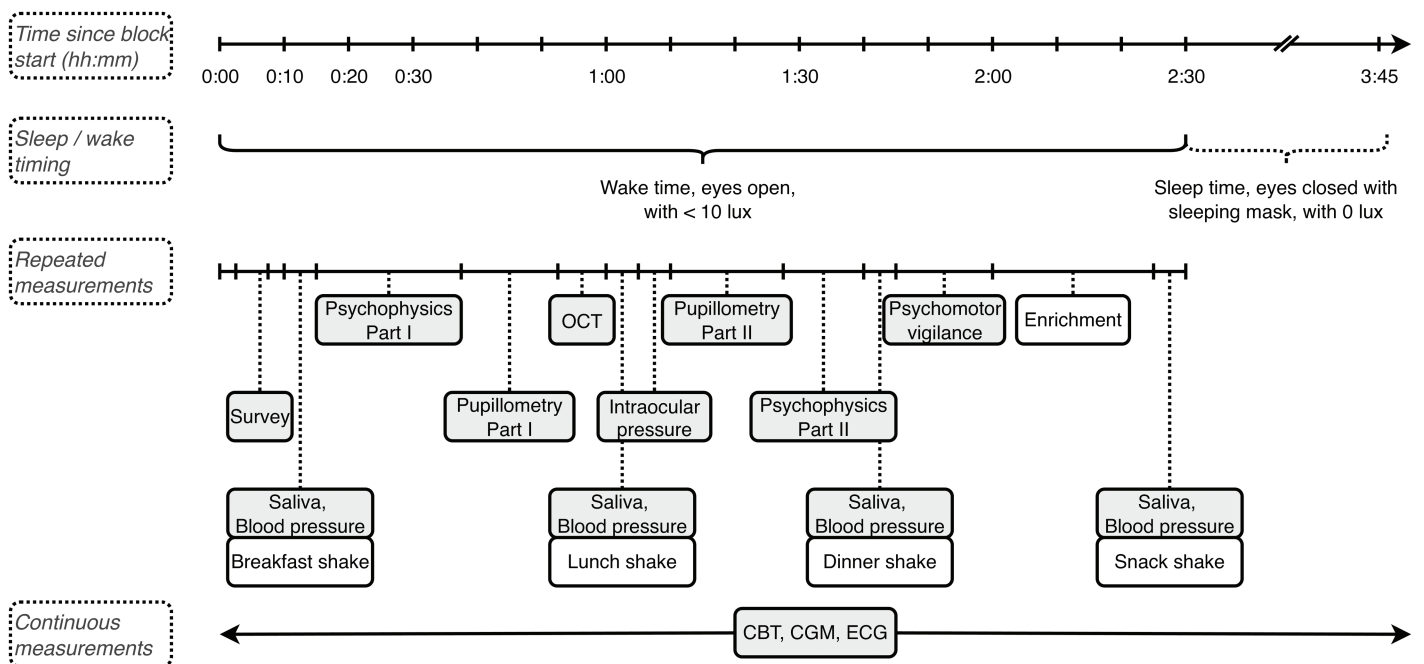 Time since block
start (hh:mm)
0:00
0:10
0:20
0:30
1:00
1:30
2:00
2:30
3:45
Sleep / wake
timing
Wake time, eyes open,
with < 10 lux
Sleep time, eyes closed with
sleeping mask, with 0 lux
Repeated
measurements
Psychophysics
Part I
OCT
Pupillometry
Part II
Psychomotor
vigilance
Enrichment
Survey
Pupillometry
Part I
Intraocular
pressure
Psychophysics
Part II
Saliva,
Blood pressure
Breakfast shake
Saliva,
Blood pressure
Lunch shake
Saliva,
Blood pressure
Dinner shake
Saliva,
Blood pressure
Snack shake
Continuous
measurements
CBT, CGM, ECG